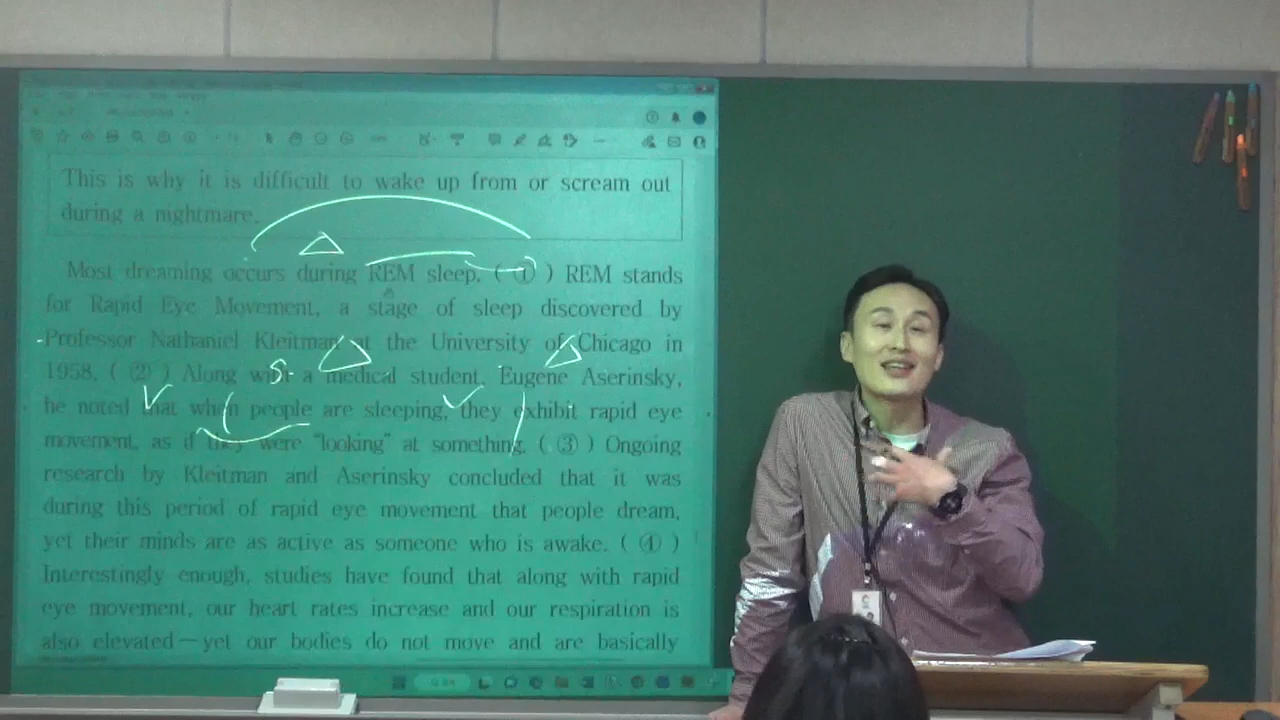 This is why it is difficult to wake up from or scream out
during a nightmare.
Most dreaming occurs during REM sleep. ( ① ) REM stands
for Rapid Eye Movement, a stage of sleep discovered by
Professor Nathaniel Kleitman at the University of Chicago in
1958. ( ② ) Along with a medical student, Eugene Aserinsky,
he noted that when people are sleeping, they exhibit rapid eye
movement, as if they were “looking” at something. ( ③ ) Ongoing
research by Kleitman and Aserinsky concluded that it was
during this period of rapid eye movement that people dream,
yet their minds are as active as someone who is awake. ( ④ )
Interestingly enough, studies have found that along with rapid
eye movement, our heart rates increase and our respiration is
also elevated—yet our bodies do not move and are basically